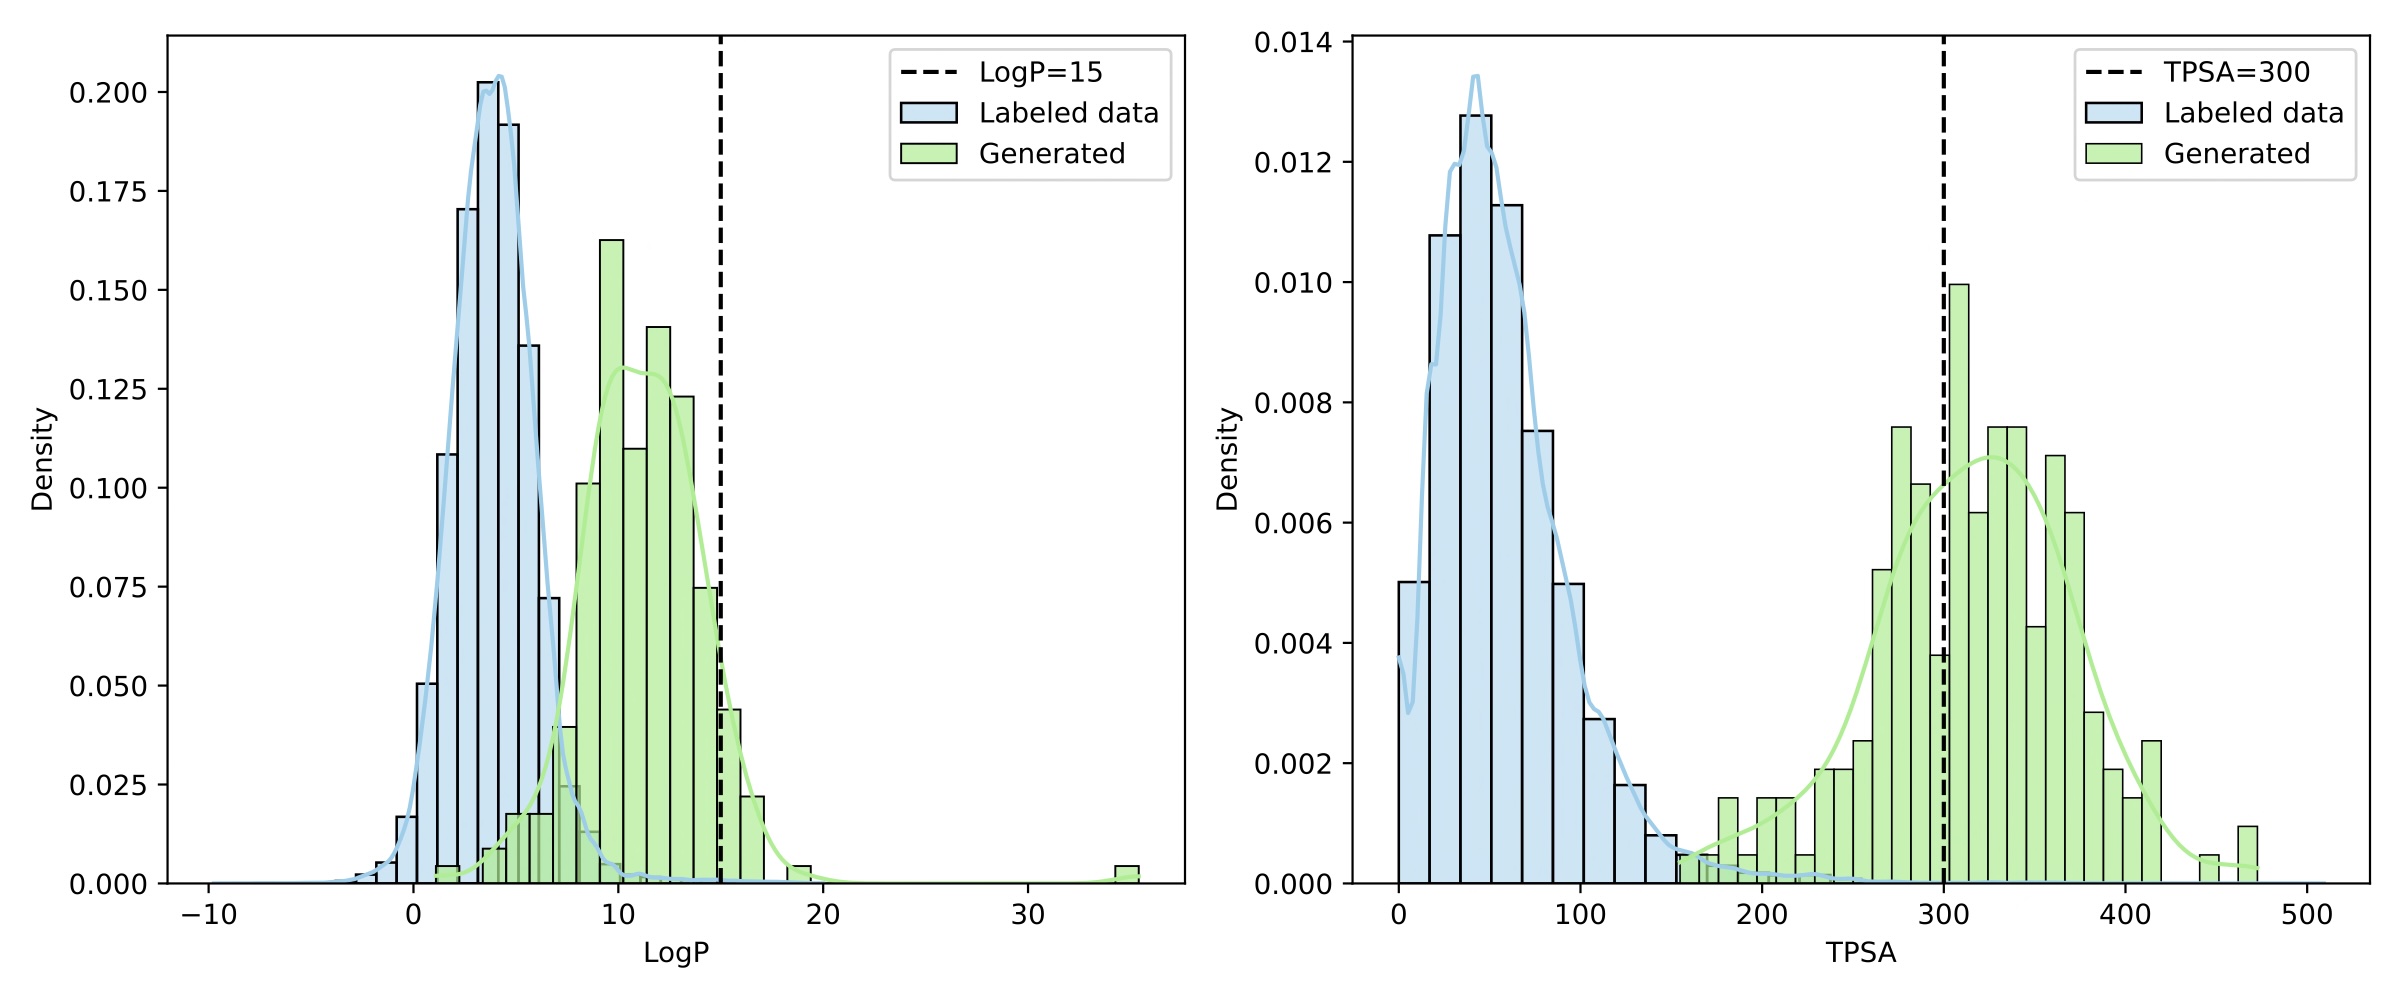 LogP=15
Labeled data
Generated
0.200
0.175
0.150
0.125
0.100
0.075
0.050
0.025
0.000
Density
−10 0 10 20 30
LogP
TPSA=300
Labeled data
Generated
0.014
0.012
0.010
0.008
0.006
0.004
0.002
0.000
Density
0 100 200 300 400 500
TPSA